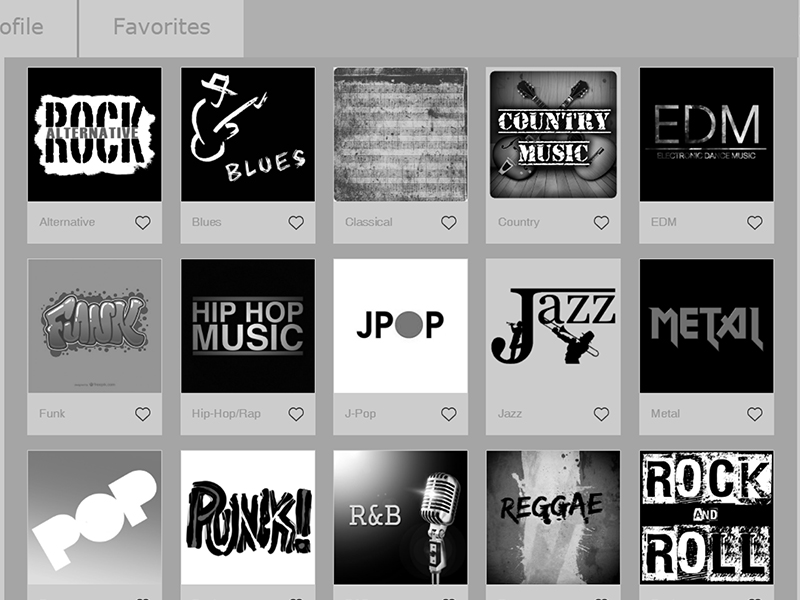 ofile
Favorites
ROCK
ALTERNATIVE
BLUES
COUNTRY
MUSIC
EDM
ELECTRONIC DANCE MUSIC
Alternative
Blues
Classical
Country
EDM
FUNK
HIP HOP
MUSIC
JPOP
Jazz
METAL
Funk
Hip-Hop/Rap
J-Pop
Jazz
Metal
POP
PUNK!
R&B
REGGAE
ROCK
AND
ROLL